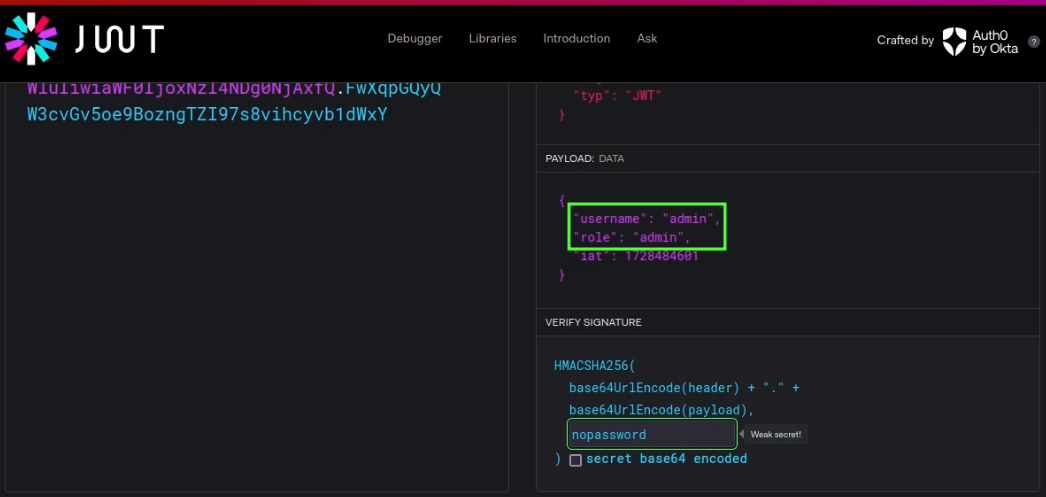 JWT
Debugger Libraries Introduction Ask
Crafted by Auth0 by Okta ?
WluIiwiaWF0IjoxNzI4NDg0NjAxfQ.FwXqpGQyQ
W3cvGv5oe9BozngTZI97s8vihcyvb1dWxY
"typ": "JWT"
}
PAYLOAD: DATA
{
"username": "admin",
"role": "admin",
"iat": 1728484601
}
VERIFY SIGNATURE
HMACSHA256(
base64UrlEncode(header) + "." +
base64UrlEncode(payload),
nopassword Weak secret!
) secret base64 encoded